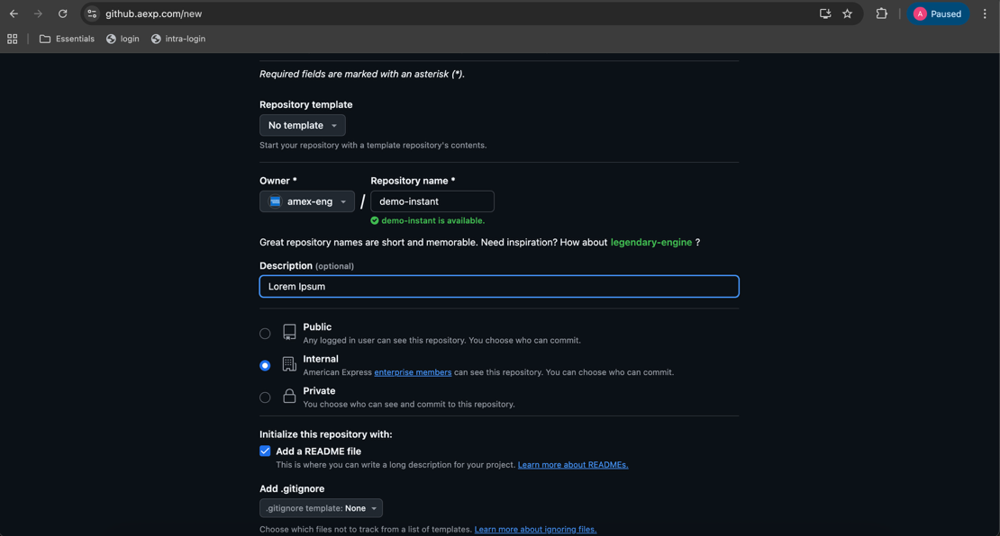 github.aexp.com/new
A Paused
Essentials login intra-login
Required fields are marked with an asterisk (*).
Repository template
No template
Start your repository with a template repository's contents.
Owner * Repository name *
amex-eng / demo-instant
demo-instant is available.
Great repository names are short and memorable. Need inspiration? How about legendary-engine ?
Description (optional)
Lorem Ipsum
Public
Any logged in user can see this repository. You choose who can commit.
Internal
American Express enterprise members can see this repository. You can choose who can commit.
Private
You choose who can see and commit to this repository.
Initialize this repository with:
Add a README file
This is where you can write a long description for your project. Learn more about READMEs.
Add .gitignore
.gitignore template: None
Choose which files not to track from a list of templates. Learn more about ignoring files.